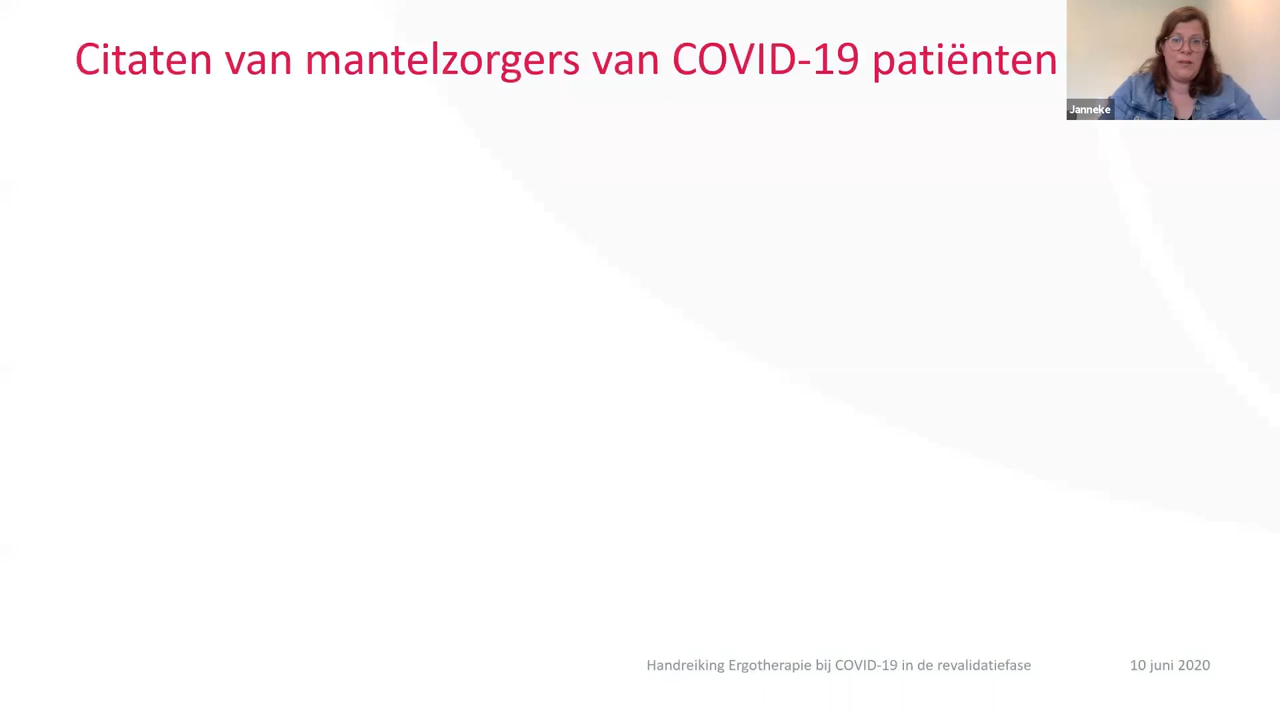 Citaten van mantelzorgers van COVID-19 patiënten
Janneke
Handreiking Ergotherapie bij COVID-19 in de revalidatiefase
10 juni 2020